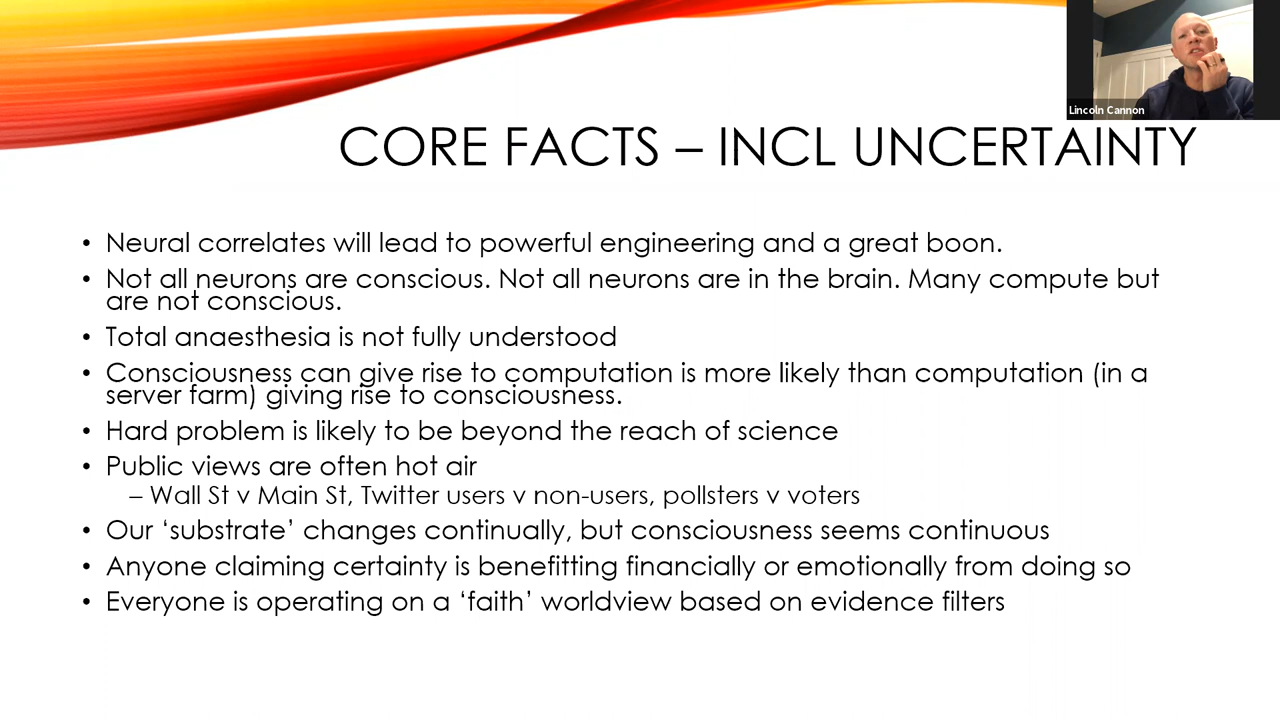 Lincoln Cannon
CORE FACTS – INCL UNCERTAINTY
• Neural correlates will lead to powerful engineering and a great boon.
• Not all neurons are conscious. Not all neurons are in the brain. Many compute but
are not conscious.
• Total anaesthesia is not fully understood
• Consciousness can give rise to computation is more likely than computation (in a
server farm) giving rise to consciousness.
• Hard problem is likely to be beyond the reach of science
• Public views are often hot air
– Wall St v Main St, Twitter users v non-users, pollsters v voters
• Our ‘substrate’ changes continually, but consciousness seems continuous
• Anyone claiming certainty is benefitting financially or emotionally from doing so
• Everyone is operating on a ‘faith’ worldview based on evidence filters